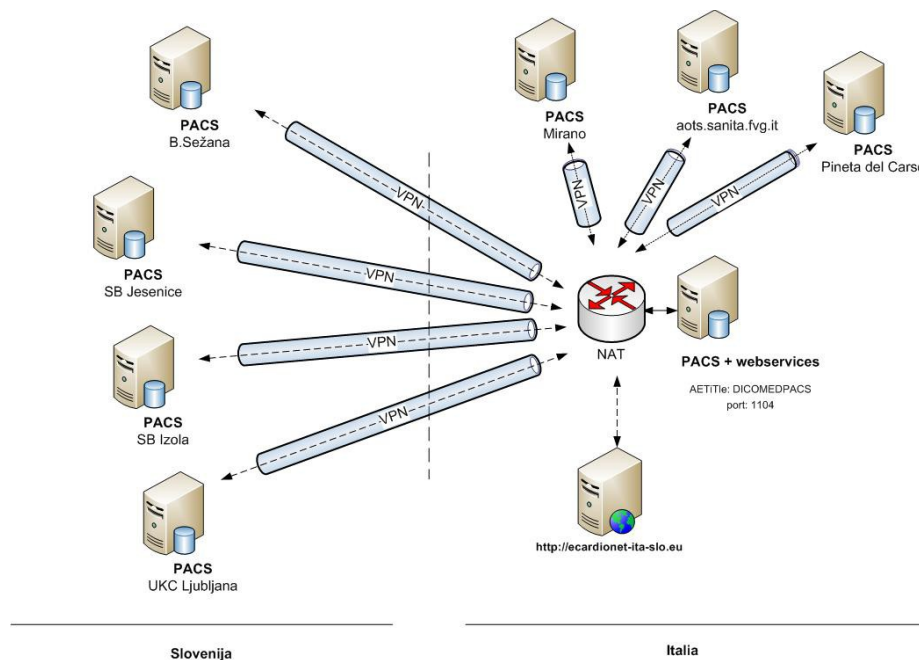 PACS
B.Sežana
PACS
SB Jesenice
PACS
SB Izola
PACS
UKC Ljubljana
VPN
VPN
VPN
VPN
PACS
Mirano
PACS
aots.sanita.fvg.it
PACS
Pineta del Carso
VPN
VPN
VPN
NAT
PACS + webservices
AETiTle: DICOMEDPACS
port: 1104
http://ecardionet-ita-slo.eu
Slovenija
Italia